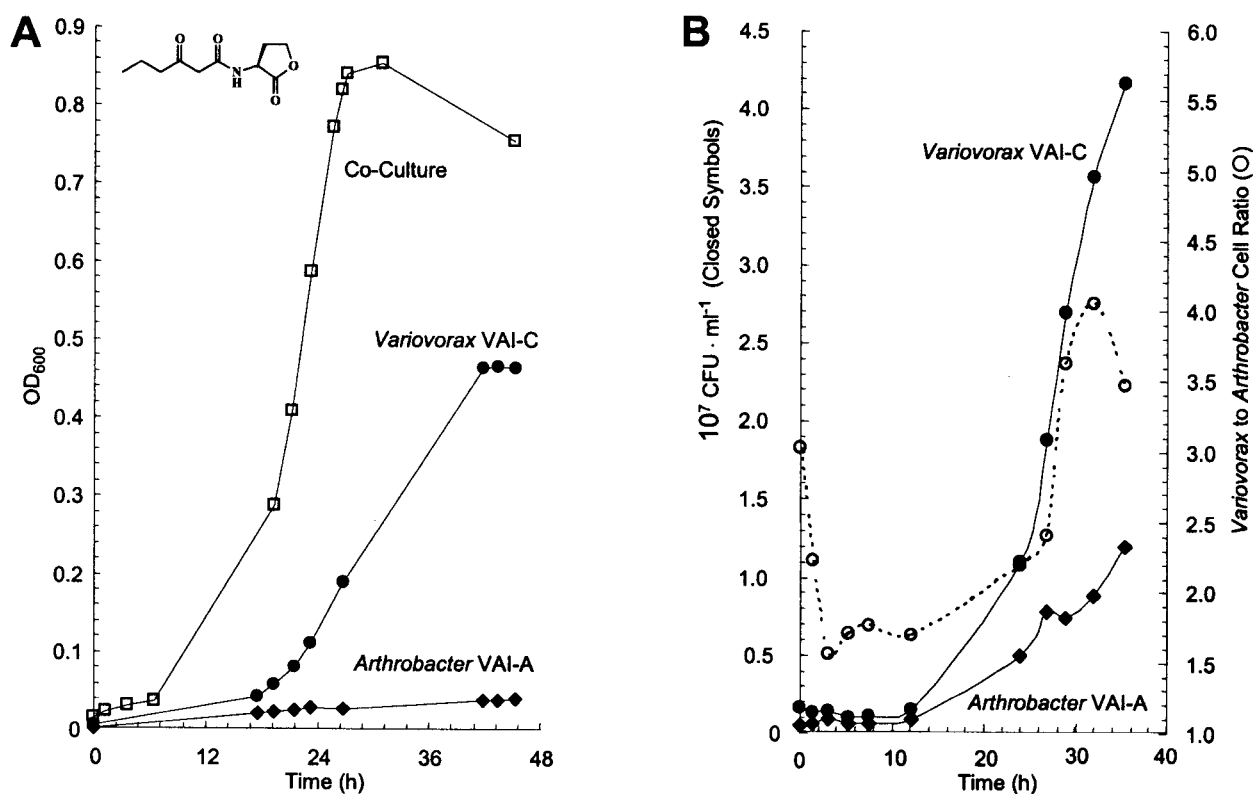 A
0.9
0.8
0.7
0.6
0.5
0.4
0.3
0.2
0.1
0
OD600
0
12
24
36
48
Time (h)
O
O
N
H
O
O
Co-Culture
Variovorax VAI-C
Arthrobacter VAI-A
B
4.5
4.0
3.5
3.0
2.5
2.0
1.5
1.0
0.5
0
10⁷ CFU · ml⁻¹ (Closed Symbols)
0
10
20
30
40
Time (h)
6.0
5.5
5.0
4.5
4.0
3.5
3.0
2.5
2.0
1.5
1.0
Variovorax to Arthrobacter Cell Ratio (O)
Variovorax VAI-C
Arthrobacter VAI-A